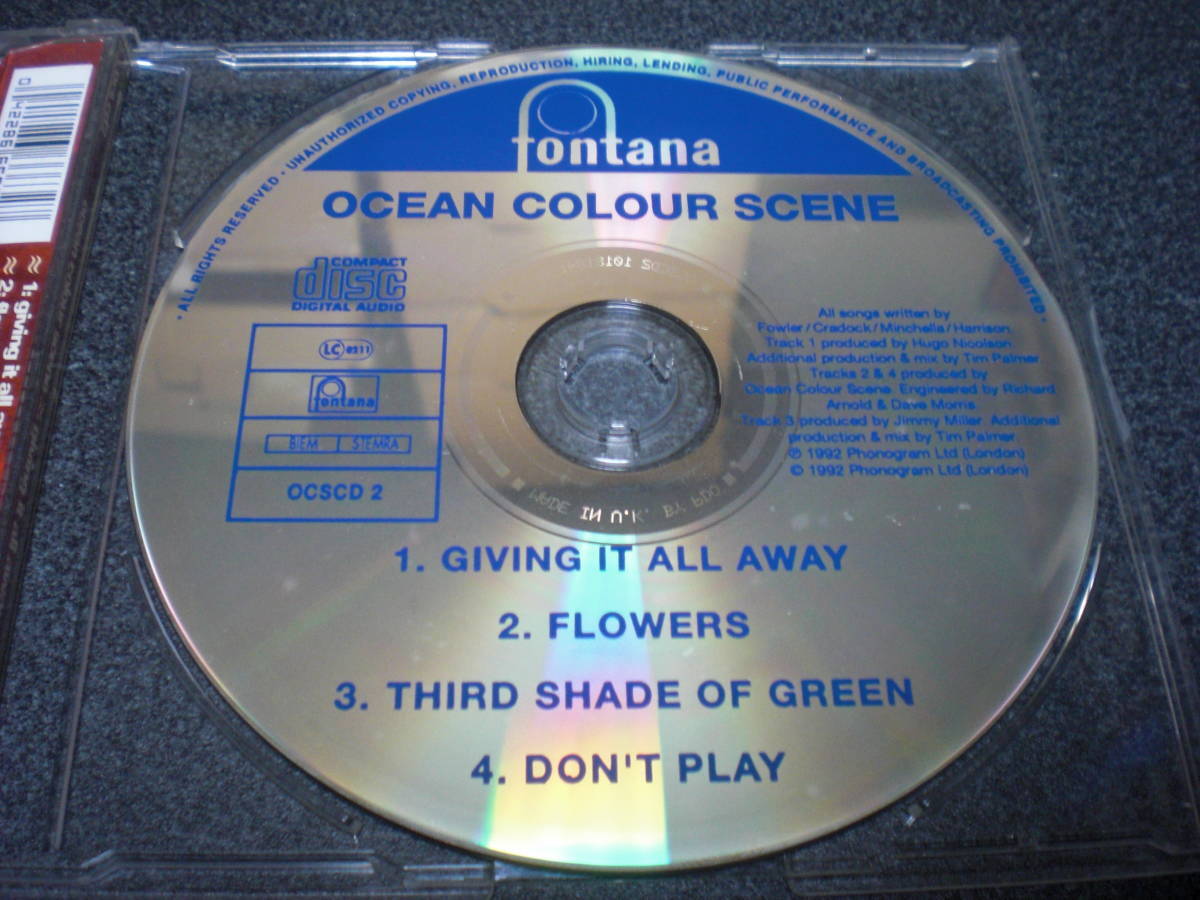 · ALL RIGHTS RESERVED · UNAUTHORIZED COPYING, REPRODUCTION, HIRING, LENDING, PUBLIC PERFORMANCE AND BROADCASTING PROHIBITED ·
fontana
OCEAN COLOUR SCENE
COMPACT
disc
DIGITAL AUDIO
LC 0211
fontana
BIEM STEMRA
OCSCD 2
All songs written by
Fowler/Cradock/Minchella/Harrison.
Track 1 produced by Hugo Nicolson.
Additional production & mix by Tim Palmer.
Tracks 2 & 4 produced by
Ocean Colour Scene. Engineered by Richard
Arnold & Dave Morris.
Track 3 produced by Jimmy Miller. Additional
production & mix by Tim Palmer.
℗ 1992 Phonogram Ltd (London)
© 1992 Phonogram Ltd (London)
MADE IN U.K. BY PDO
1. GIVING IT ALL AWAY
2. FLOWERS
3. THIRD SHADE OF GREEN
4. DON'T PLAY
≈ 1: giving it all
≈ 2: